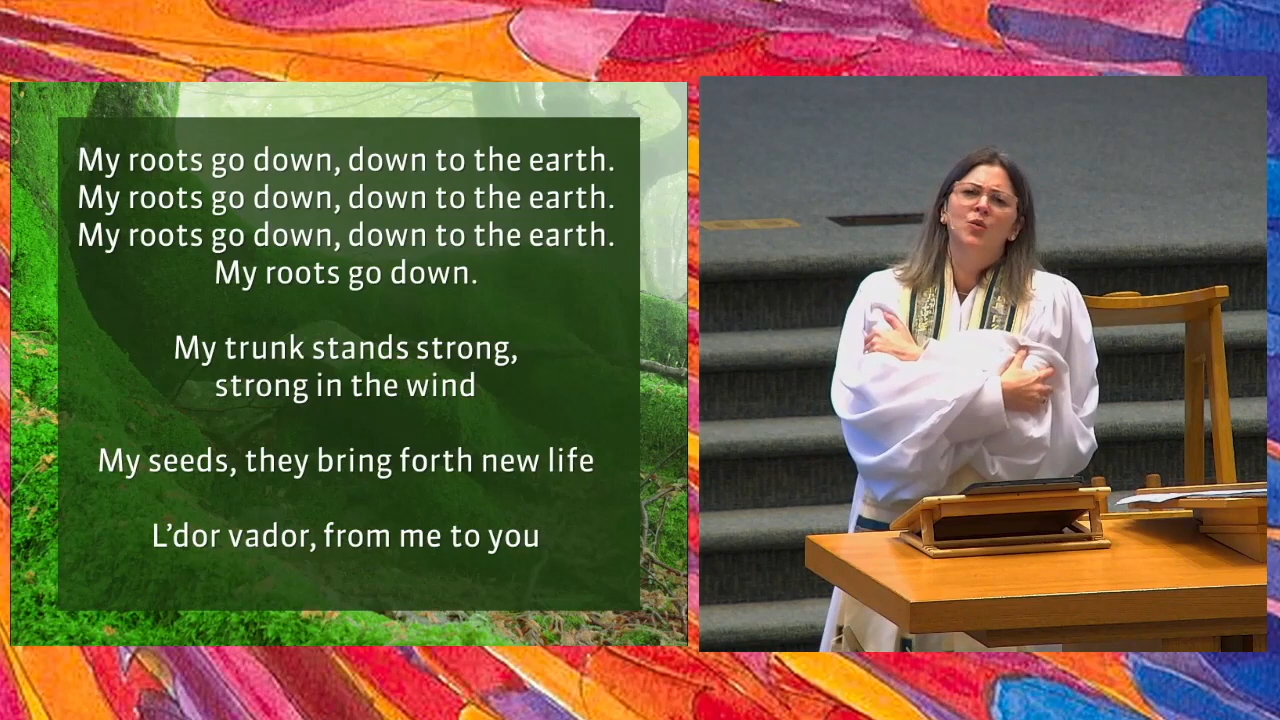 My roots go down, down to the earth.
My roots go down, down to the earth.
My roots go down, down to the earth.
My roots go down.
My trunk stands strong,
strong in the wind
My seeds, they bring forth new life
L’dor vador, from me to you